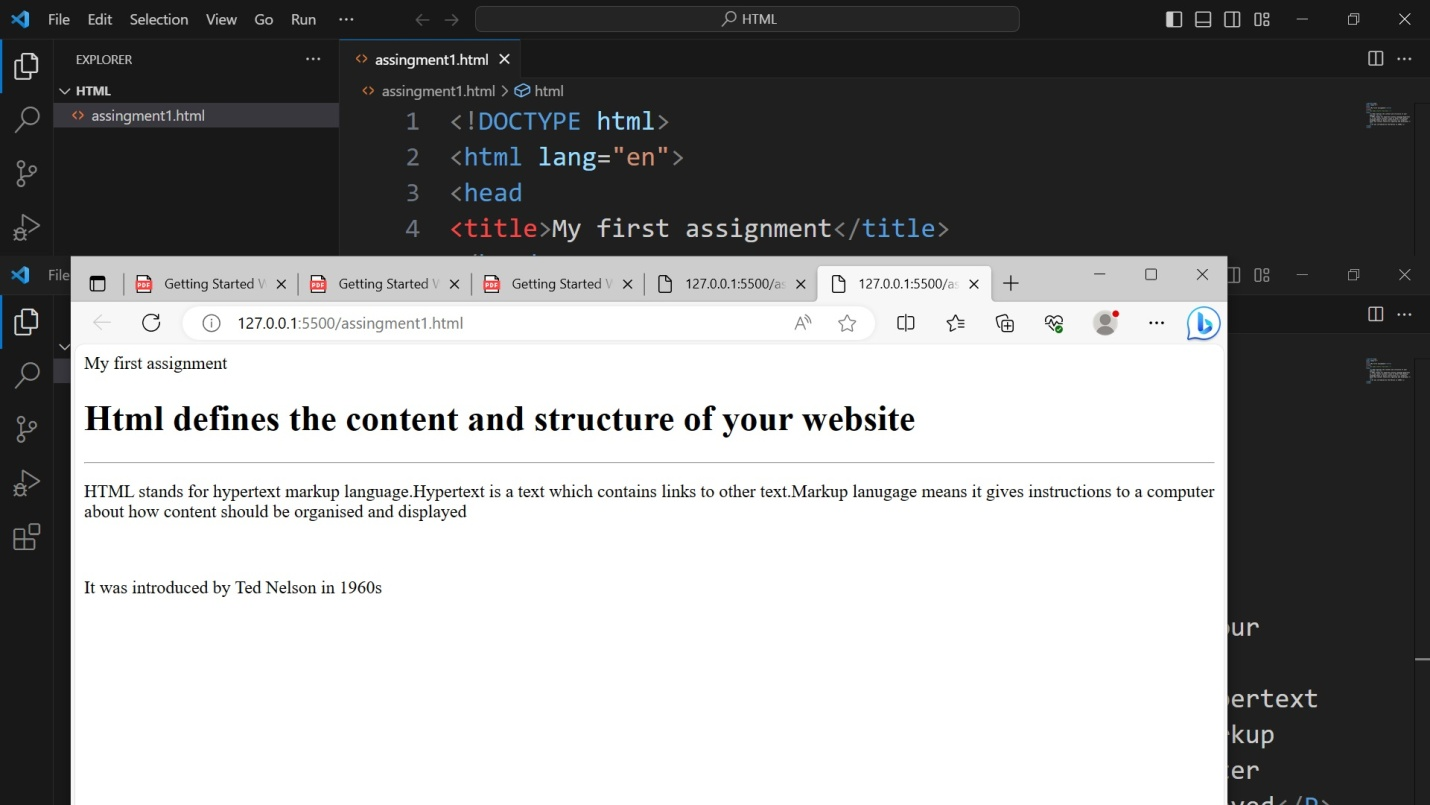 File Edit Selection View Go Run ··· HTML
EXPLORER ··· assingment1.html
HTML
assingment1.html > html
assingment1.html
1 <!DOCTYPE html>
2 <html lang="en">
3 <head
4 <title>My first assignment</title>
File
Getting Started Getting Started Getting Started 127.0.0.1:5500/as 127.0.0.1:5500/as
127.0.0.1:5500/assingment1.html
My first assignment
Html defines the content and structure of your website
HTML stands for hypertext markup language.Hypertext is a text which contains links to other text.Markup lanugage means it gives instructions to a computer
about how content should be organised and displayed
It was introduced by Ted Nelson in 1960s